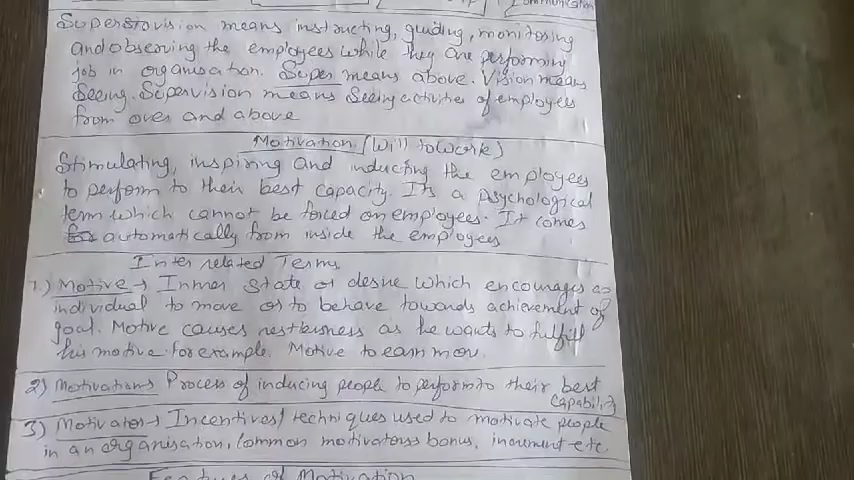 Communication
Supervision means instructing, guiding, monitoring
and observing the employees while they are performing
job in organisation. Super means above. Vision means
Seeing. Supervision means Seeing activities of employees
from over and above
Motivation (Will to work)
Stimulating, inspiring and inducting the employees
to perform to their best capacity. Its a Psychological
term which cannot be forced on employees. It comes
automatically from inside the employees
Inter related Terms
1.) Motive → Inner State or desire which encourages an
individual to move or to behave towards achievement of
goal. Motive causes restlessness as he wants to fulfill
his motive. for example. Motive to earn mon.
2) Motivation → Process of inducing people to perform to their best
capability
3) Motivator → Incentives/ techniques used to motivate people
in an organisation, Common motivators bonus, increment etc.
Features of Motivation